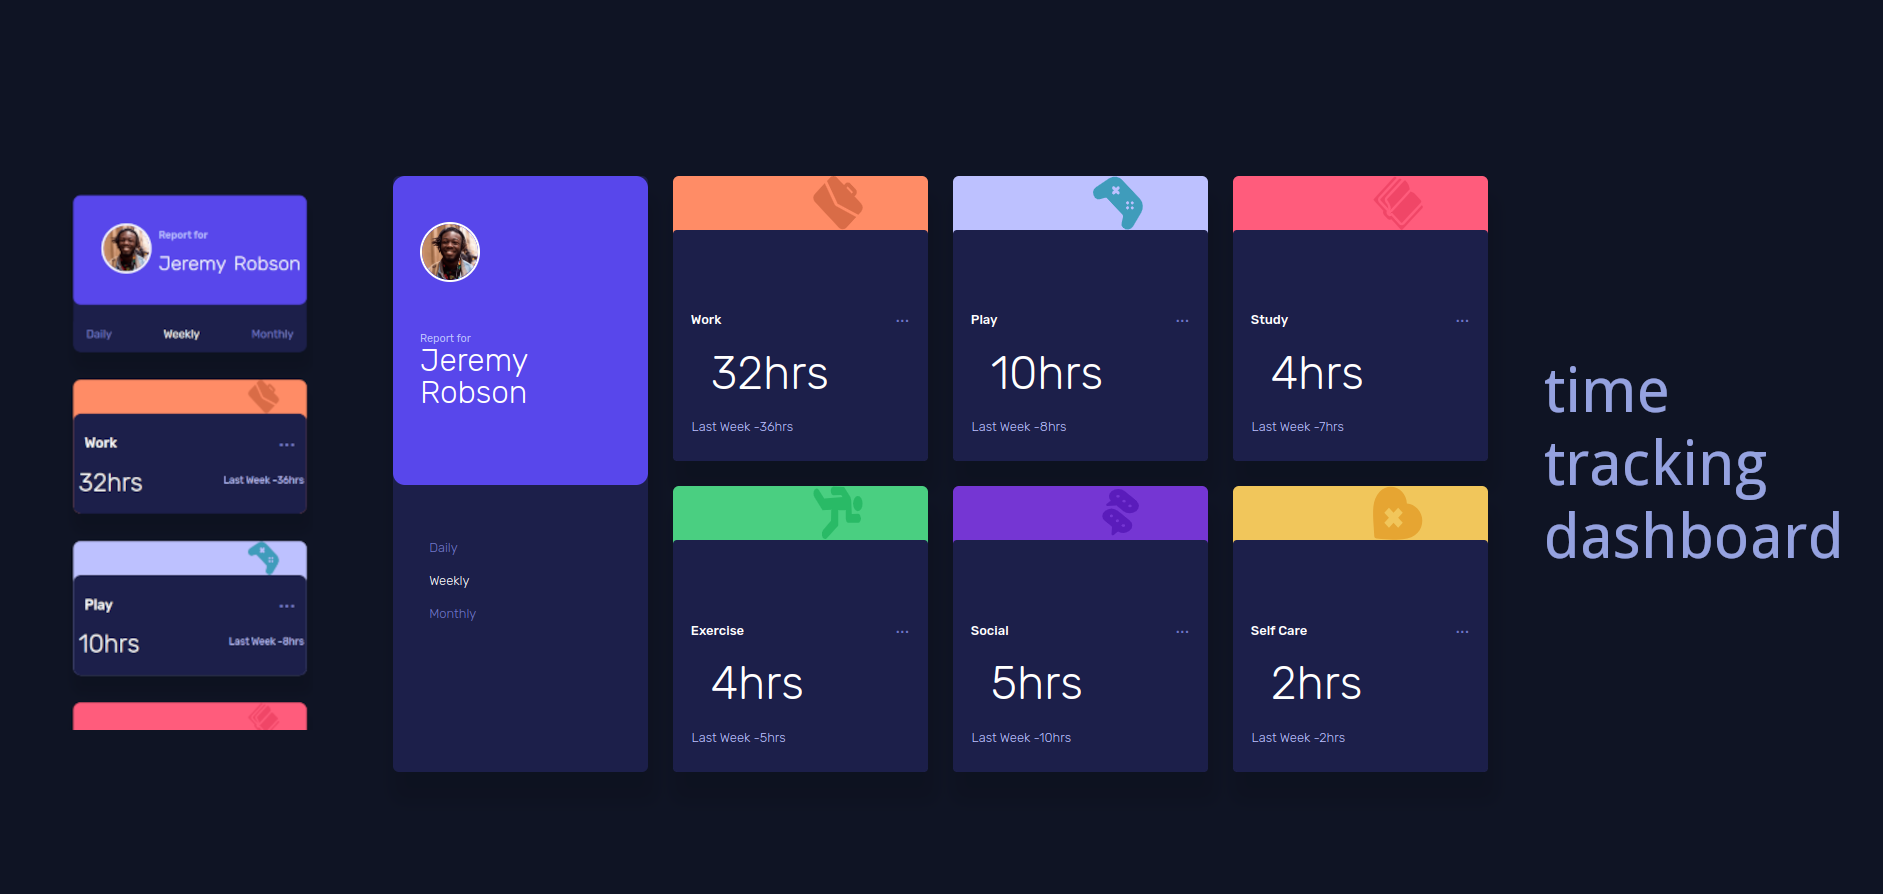 Report for
Jeremy Robson
Daily Weekly Monthly
Work ...
32hrs Last Week -36hrs
Play ...
10hrs Last Week -8hrs
Report for
Jeremy
Robson
Daily
Weekly
Monthly
Work ...
32hrs
Last Week -36hrs
Play ...
10hrs
Last Week -8hrs
Study ...
4hrs
Last Week -7hrs
Exercise ...
4hrs
Last Week -5hrs
Social ...
5hrs
Last Week -10hrs
Self Care ...
2hrs
Last Week -2hrs
time
tracking
dashboard